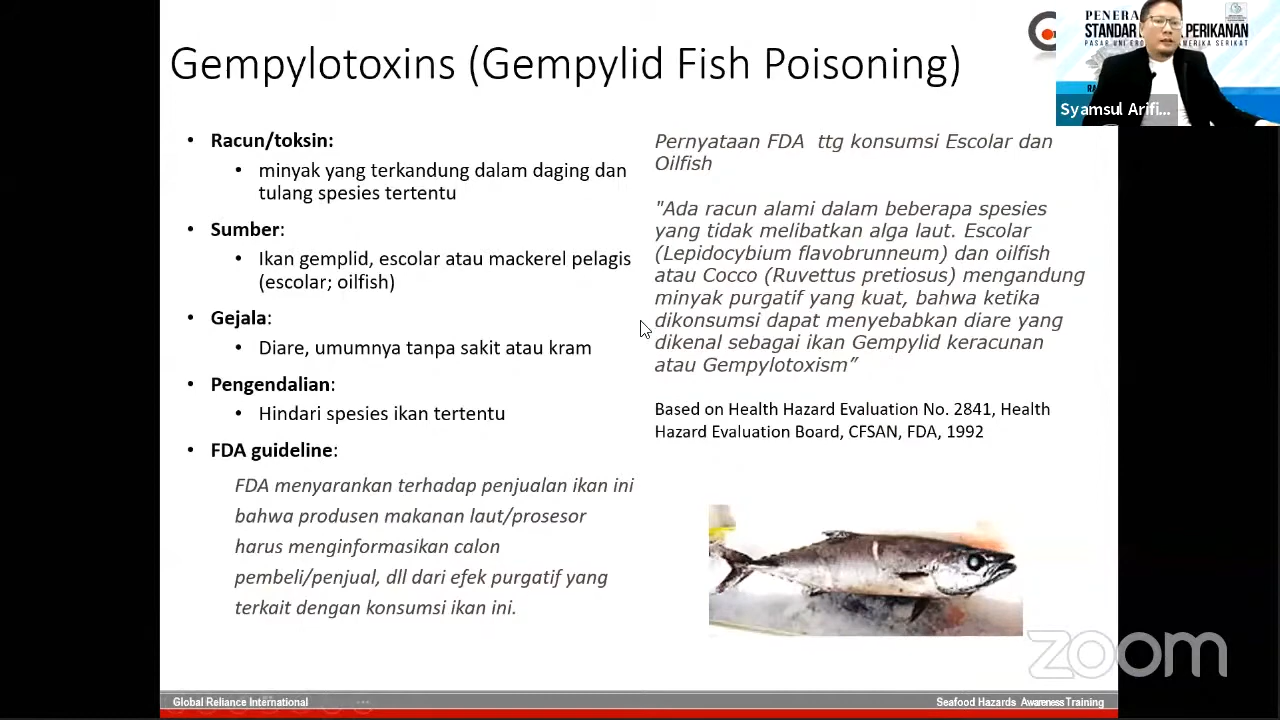 Gempylotoxins (Gempylid Fish Poisoning)
• Racun/toksin:
• minyak yang terkandung dalam daging dan
tulang spesies tertentu
• Sumber:
• Ikan gemplid, escolar atau mackerel pelagis
(escolar; oilfish)
• Gejala:
• Diare, umumnya tanpa sakit atau kram
• Pengendalian:
• Hindari spesies ikan tertentu
• FDA guideline:
FDA menyarankan terhadap penjualan ikan ini
bahwa produsen makanan laut/prosesor
harus menginformasikan calon
pembeli/penjual, dll dari efek purgatif yang
terkait dengan konsumsi ikan ini.
Pernyataan FDA ttg konsumsi Escolar dan
Oilfish
"Ada racun alami dalam beberapa spesies
yang tidak melibatkan alga laut. Escolar
(Lepidocybium flavobrunneum) dan oilfish
atau Cocco (Ruvettus pretiosus) mengandung
minyak purgatif yang kuat, bahwa ketika
dikonsumsi dapat menyebabkan diare yang
dikenal sebagai ikan Gempylid keracunan
atau Gempylotoxism”
Based on Health Hazard Evaluation No. 2841, Health
Hazard Evaluation Board, CFSAN, FDA, 1992
PENERA
STANDAR PERIKANAN
PASAR UNI ERO MERIKA SERIKAT
Syamsul Arifi...
zoom
Global Reliance International
Seafood Hazards Awareness Training